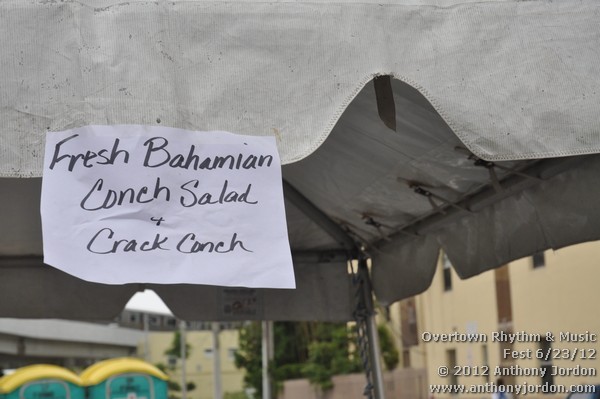 Fresh Bahamian
Conch Salad
+
Crack Conch
Overtown Rhythm & Music
Fest 6/23/12
© 2012 Anthony Jordon
www.anthonyjordon.com